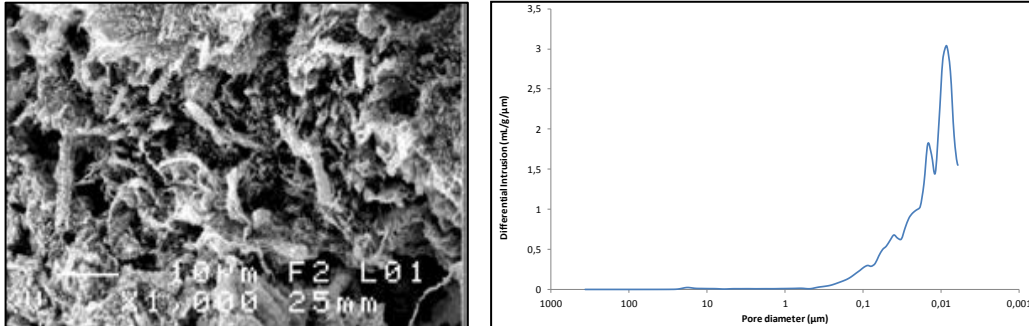 10µm F2 L01
X1,000 25mm
3,5
3
2,5
2
1,5
1
0,5
0
Differential Intrusion (mL/g/µm)
1000 100 10 1 0,1 0,01 0,001
Pore diameter (µm)